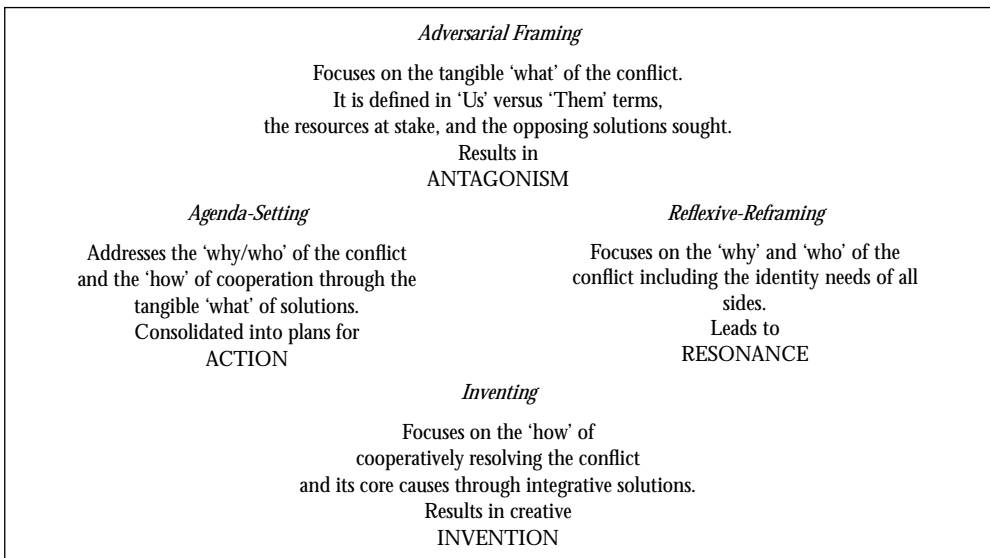 Adversarial Framing
Focuses on the tangible ‘what’ of the conflict.
It is defined in ‘Us’ versus ‘Them’ terms,
the resources at stake, and the opposing solutions sought.
Results in
ANTAGONISM
Agenda-Setting
Addresses the ‘why/who’ of the conflict
and the ‘how’ of cooperation through the
tangible ‘what’ of solutions.
Consolidated into plans for
ACTION
Reflexive-Reframing
Focuses on the ‘why’ and ‘who’ of the
conflict including the identity needs of all
sides.
Leads to
RESONANCE
Inventing
Focuses on the ‘how’ of
cooperatively resolving the conflict
and its core causes through integrative solutions.
Results in creative
INVENTION